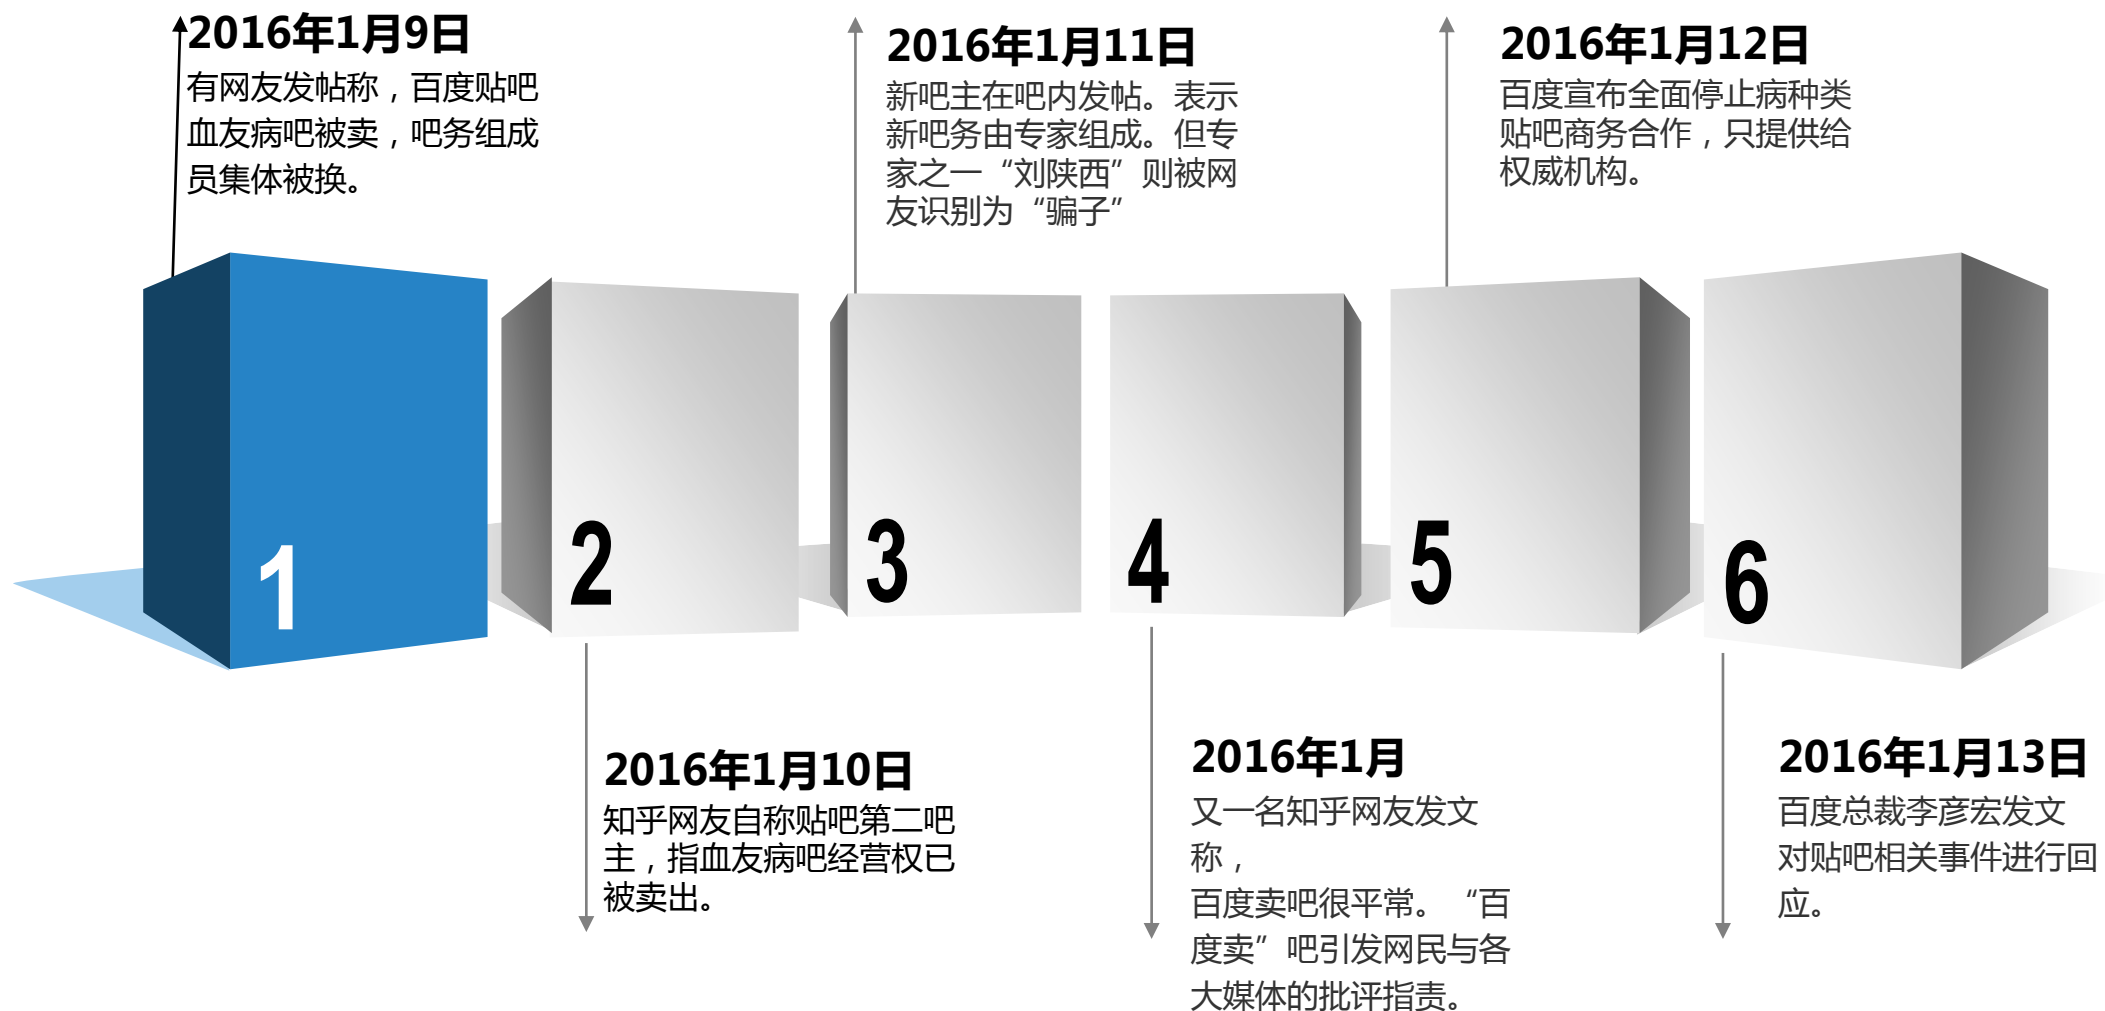 2016年1月9日
有网友发帖称，百度贴吧
血友病吧被卖，吧务组成
员集体被换。
2016年1月11日
新吧主在吧内发帖。表示
新吧务由专家组成。但专
家之一“刘陕西”则被网
友识别为“骗子”
2016年1月12日
百度宣布全面停止病种类
贴吧商务合作，只提供给
权威机构。
1
2
3
4
5
6
2016年1月10日
知乎网友自称贴吧第二吧
主，指血友病吧经营权已
被卖出。
2016年1月
又一名知乎网友发文
称，
百度卖吧很平常。“百
度卖”吧引发网民与各
大媒体的批评指责。
2016年1月13日
百度总裁李彦宏发文
对贴吧相关事件进行回
应。